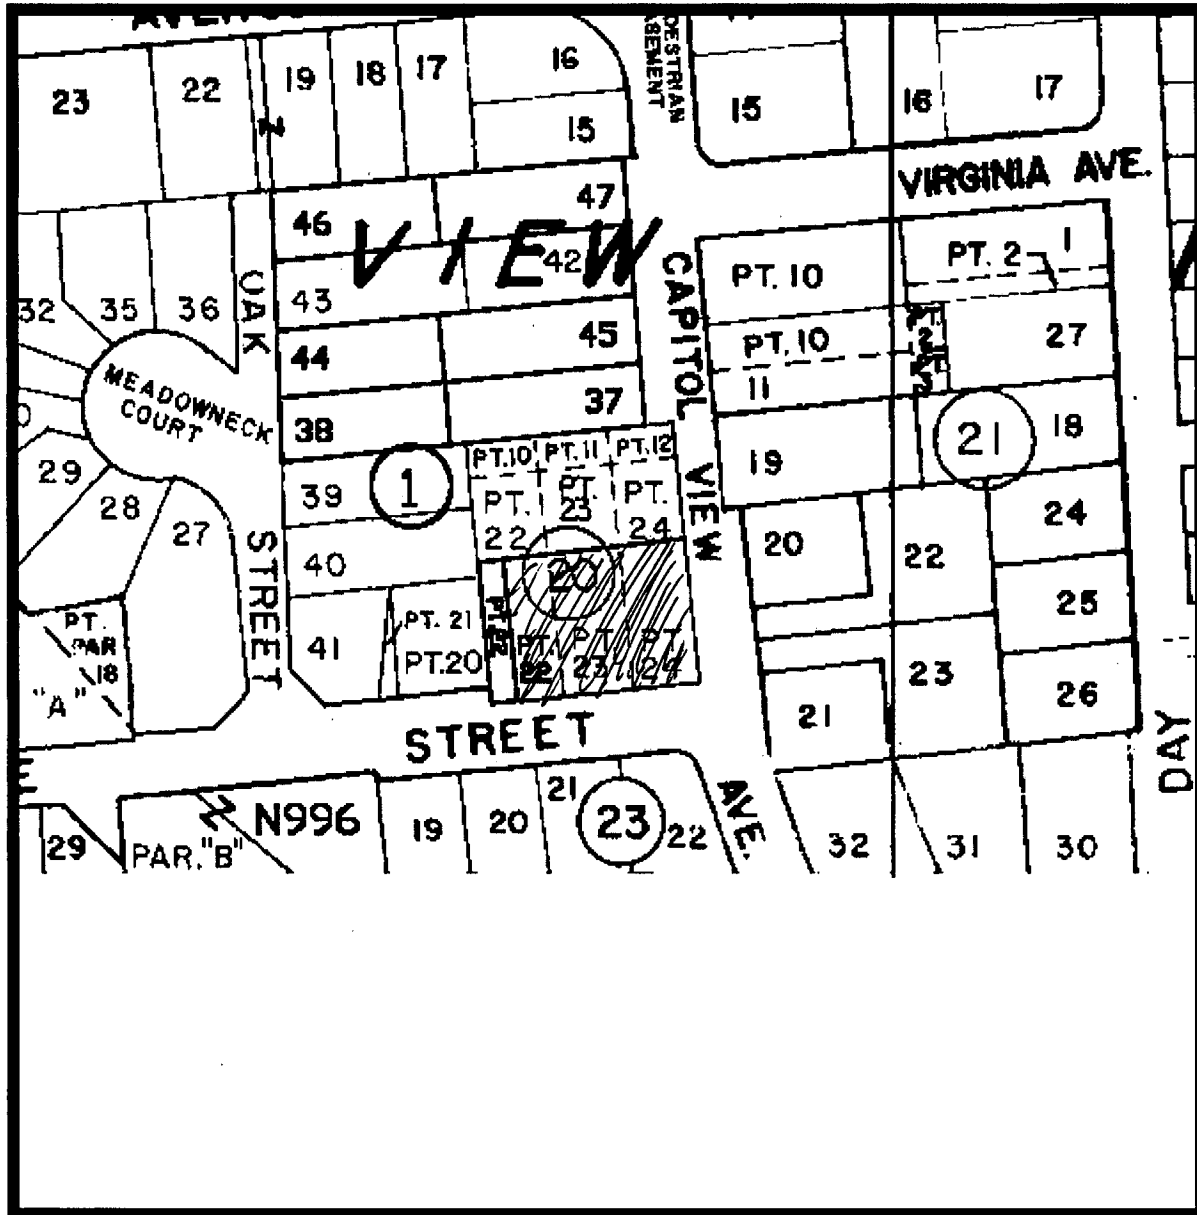 23
22
19
18
17
16
15
15
16
17
PEDESTRIAN
EASEMENT
Z
VIRGINIA AVE.
46
47
VIEW
42
43
44
45
38
37
32
35
36
OAK
STREET
MEADOWNECK
COURT
29
28
27
PT.
PAR
18
"A"
39
40
41
1
PT. 21
PT.20
PT.10
PT.11
PT.12
PT.
22
PT.
23
PT.
24
20
PT.22
PT.
22
PT
23
PT
24
CAPITOL VIEW
AVE.
PT. 10
PT. 10
11
PT. 2
1
27
21
18
19
20
22
24
25
23
26
21
STREET
DAY
N996
Z
29
PAR."B"
19
20
21
23
22
32
31
30